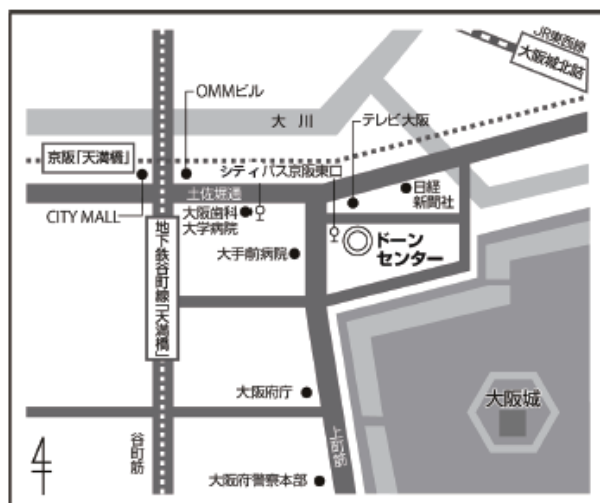 JR東西線
大阪城北詰
OMMビル
大川
テレビ大阪
京阪「天満橋」
シティバス京阪東口
日経
新聞社
土佐堀通
CITY MALL
大阪歯科
大学病院
ドーン
センター
大手前病院
地下鉄谷町線「天満橋」
大阪城
大阪府庁
谷町筋
上町筋
大阪府警察本部
4